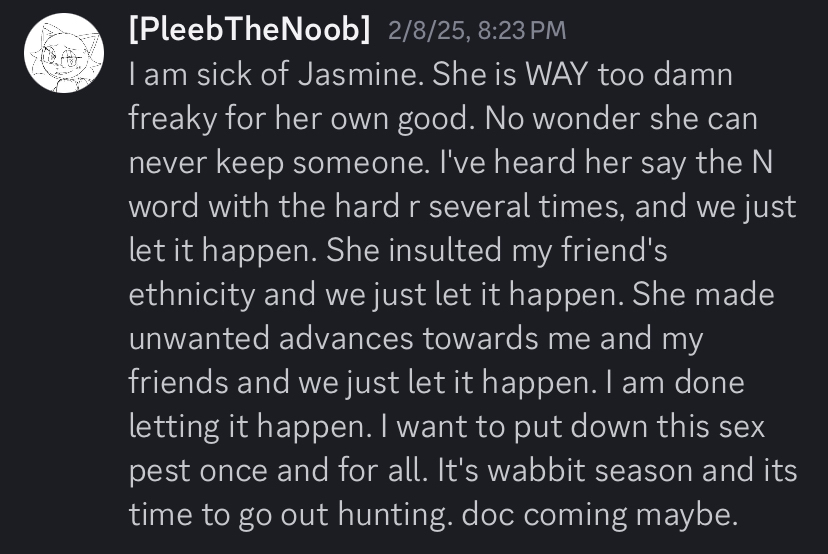 [PleebTheNoob] 2/8/25, 8:23 PM
I am sick of Jasmine. She is WAY too damn
freaky for her own good. No wonder she can
never keep someone. I've heard her say the N
word with the hard r several times, and we just
let it happen. She insulted my friend's
ethnicity and we just let it happen. She made
unwanted advances towards me and my
friends and we just let it happen. I am done
letting it happen. I want to put down this sex
pest once and for all. It's wabbit season and its
time to go out hunting. doc coming maybe.